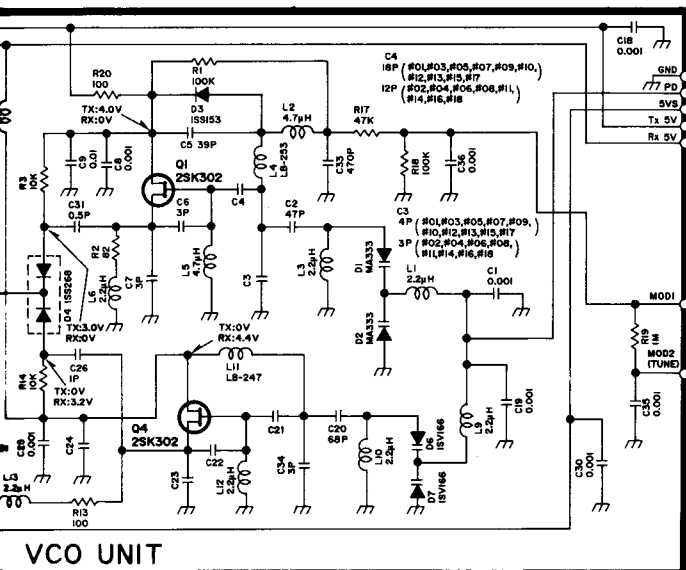 C18
0.001
GND
PD
5VS
Tx 5V
Rx 5V
C4
18P (#01,#03,#05,#07,#09,#10,
#12,#13,#15,#17)
12P (#02,#04,#06,#08,#11,
#14,#16,#18)
R20
100
R1
100K
D3
ISS153
TX:4.0V
RX:0V
C5 39P
L2
4.7μH
R17
47K
L4
LB-253
C33
470P
R18
100K
C36
0.001
R3
10K
C9
0.01
C8
0.001
Q1
2SK302
C31
0.5P
C6
3P
C4
C2
47P
C3
4P (#01,#03,#05,#07,#09,
#10,#12,#13,#15,#17)
3P (#02,#04,#06,#08,
#11,#14,#16,#18)
R2
82
L6
2.2μH
C7
3P
L5
4.7μH
C3
L3
2.2μH
D1
MA333
L1
2.2μH
C1
0.001
D4 ISS268
TX:3.0V
RX:0V
D2
MA333
MOD1
R19
1M
MOD2
(TUNE)
C26
1P
TX:0V
RX:4.4V
L11
LB-247
R14
10K
TX:0V
RX:3.2V
Q4
2SK302
C21
C20
68P
C19
0.001
L9
2.2μH
C35
0.001
C25
0.001
C24
C22
C23
L12
2.2μH
C34
3P
L10
2.2μH
D6
ISV166
D7
ISV166
C30
0.001
2.2μH
R13
100
VCO UNIT